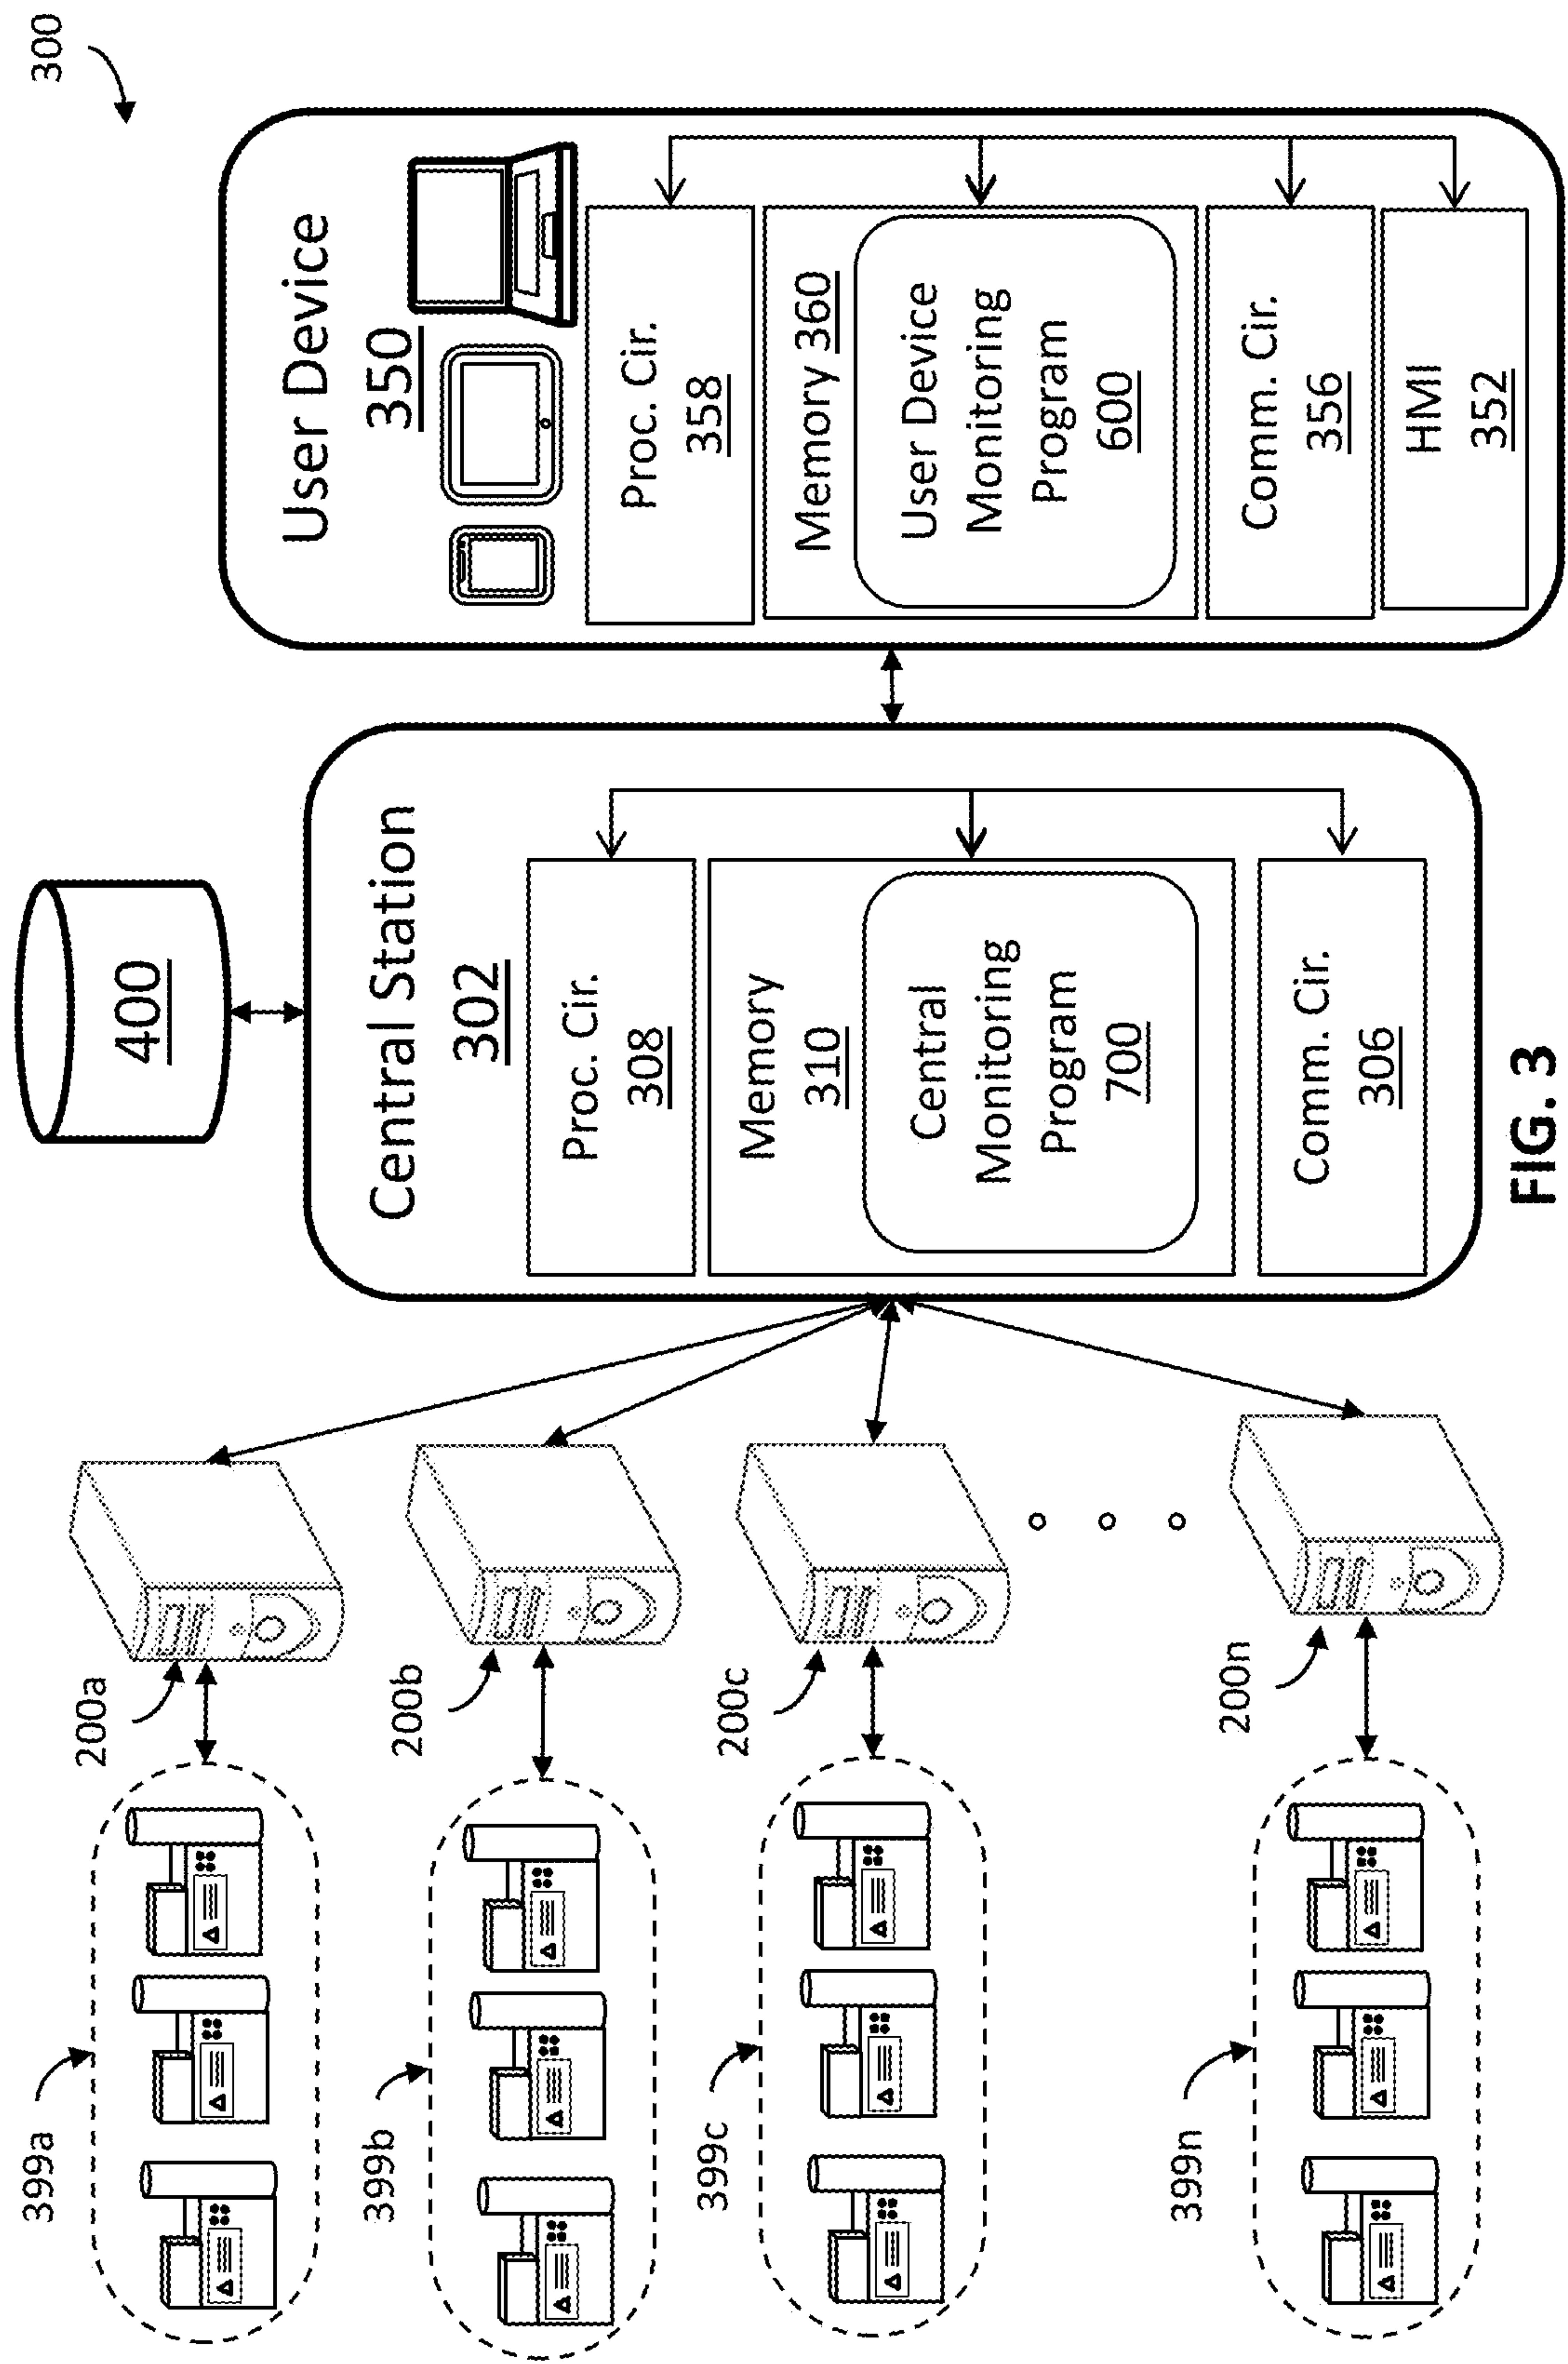 300
400
Central Station
302
Proc. Cir.
308
Memory
310
Central
Monitoring
Program
700
Comm. Cir.
306
User Device
350
Proc. Cir.
358
Memory 360
User Device
Monitoring
Program
600
Comm. Cir.
356
HMI
352
399a
200a
399b
200b
399c
200c
399n
200n
FIG. 3